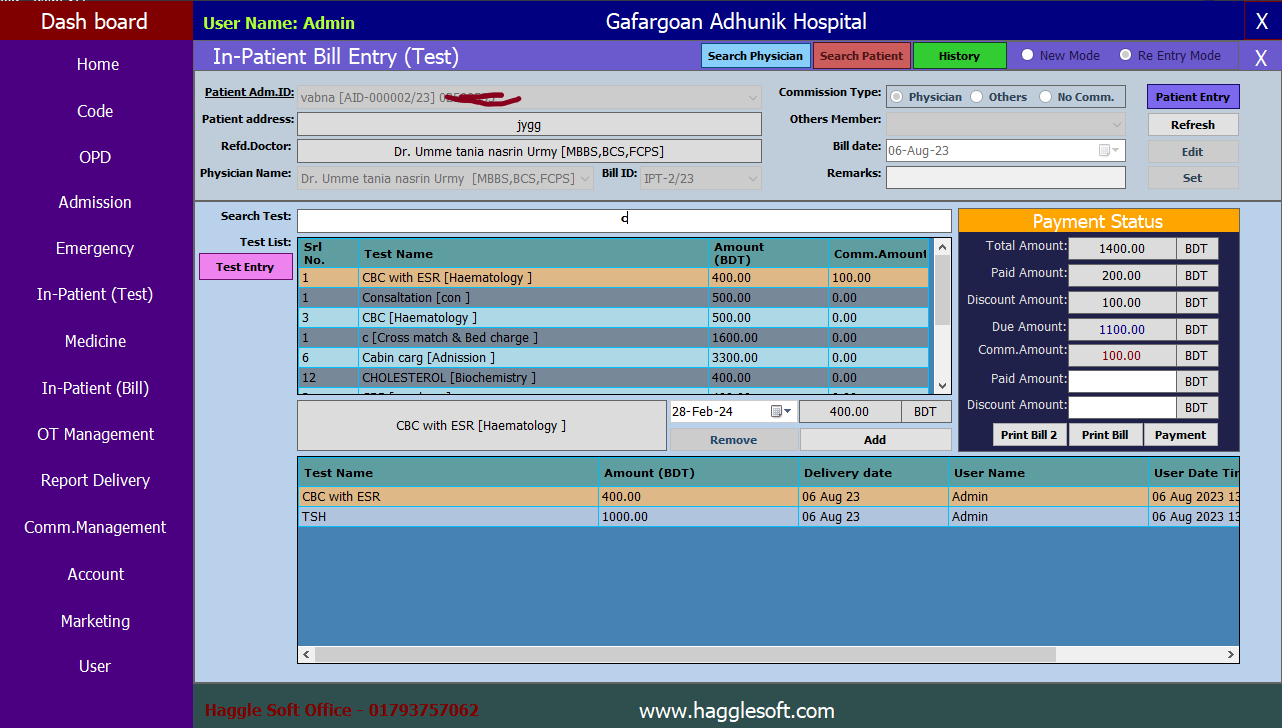 Dash board
User Name: Admin
Gafargoan Adhunik Hospital
X
Home
Code
OPD
Admission
Emergency
In-Patient (Test)
Medicine
In-Patient (Bill)
OT Management
Report Delivery
Comm.Management
Account
Marketing
User
In-Patient Bill Entry (Test)
Search Physician
Search Patient
History
New Mode
Re Entry Mode
X
Patient Adm.ID:
vabna [AID-000002/23]
Patient address:
jygg
Refd.Doctor:
Dr. Umme tania nasrin Urmy [MBBS,BCS,FCPS]
Physician Name:
Dr. Umme tania nasrin Urmy [MBBS,BCS,FCPS]
Bill ID:
IPT-2/23
Commission Type:
Physician
Others
No Comm.
Others Member:
Bill date:
06-Aug-23
Remarks:
Patient Entry
Refresh
Edit
Set
Search Test:
c
Test List:
Test Entry
Srl No. Test Name Amount (BDT) Comm.Amount
1 CBC with ESR [Haematology ] 400.00 100.00
1 Consaltation [con ] 500.00 0.00
3 CBC [Haematology ] 500.00 0.00
1 c [Cross match & Bed charge ] 1600.00 0.00
6 Cabin carg [Adnission ] 3300.00 0.00
12 CHOLESTEROL [Biochemistry ] 400.00 0.00
CBC with ESR [Haematology ]
28-Feb-24
400.00
BDT
Remove
Add
Payment Status
Total Amount: 1400.00 BDT
Paid Amount: 200.00 BDT
Discount Amount: 100.00 BDT
Due Amount: 1100.00 BDT
Comm.Amount: 100.00 BDT
Paid Amount: BDT
Discount Amount: BDT
Print Bill 2
Print Bill
Payment
Test Name Amount (BDT) Delivery date User Name User Date Tir
CBC with ESR 400.00 06 Aug 23 Admin 06 Aug 2023 13
TSH 1000.00 06 Aug 23 Admin 06 Aug 2023 13
Haggle Soft Office - 01793757062
www.hagglesoft.com